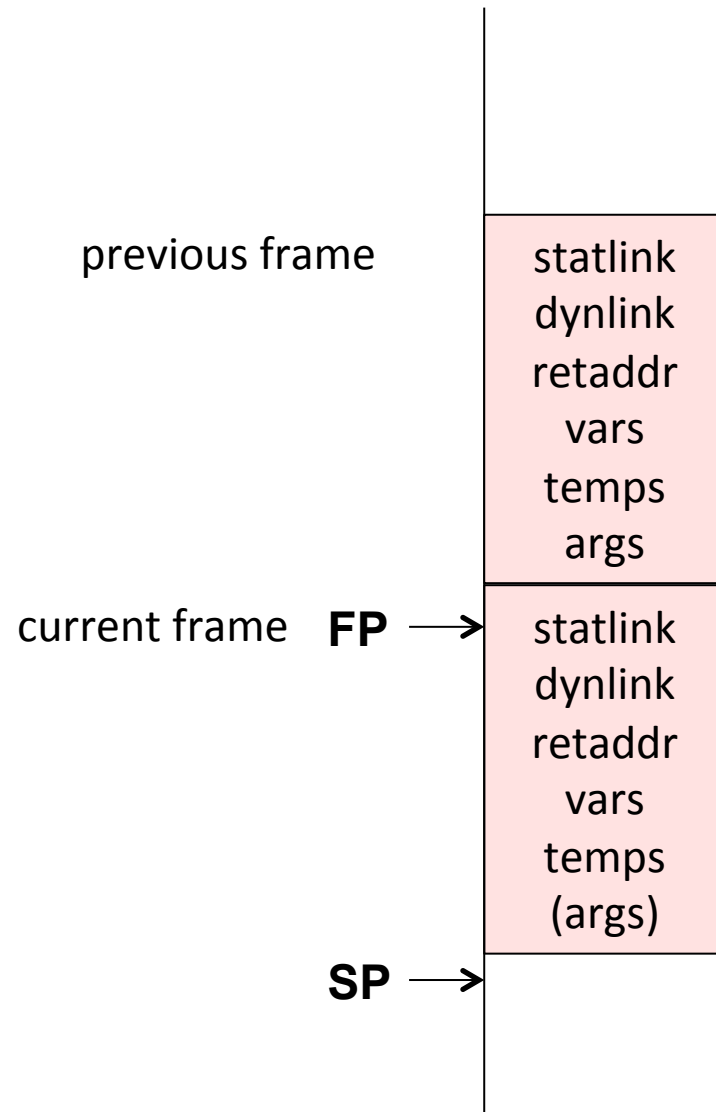 previous frame statlink
dynlink
retaddr
vars
temps
args
current frame FP statlink
dynlink
retaddr
vars
temps
(args)
SP